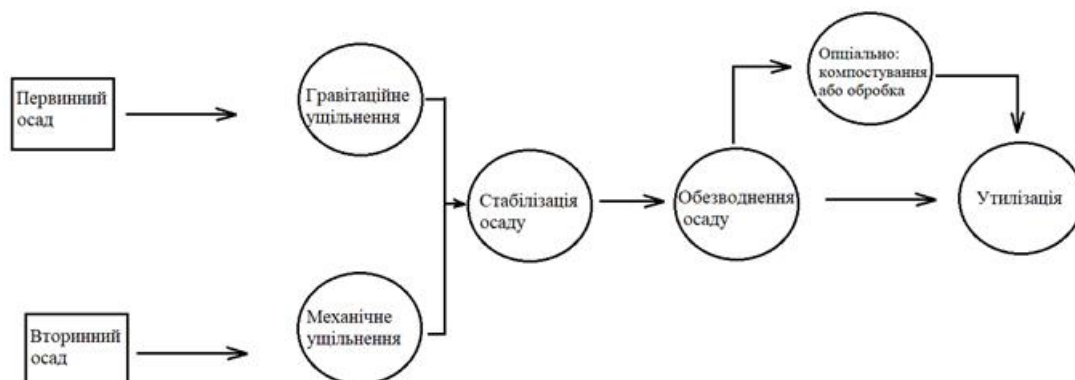 Первинний
осад
Гравітаційне
ущільнення
Опціально:
компостування
або обробка
Стабілізація
осаду
Обезводнення
осаду
Утилізація
Вторинний
осад
Механічне
ущільнення